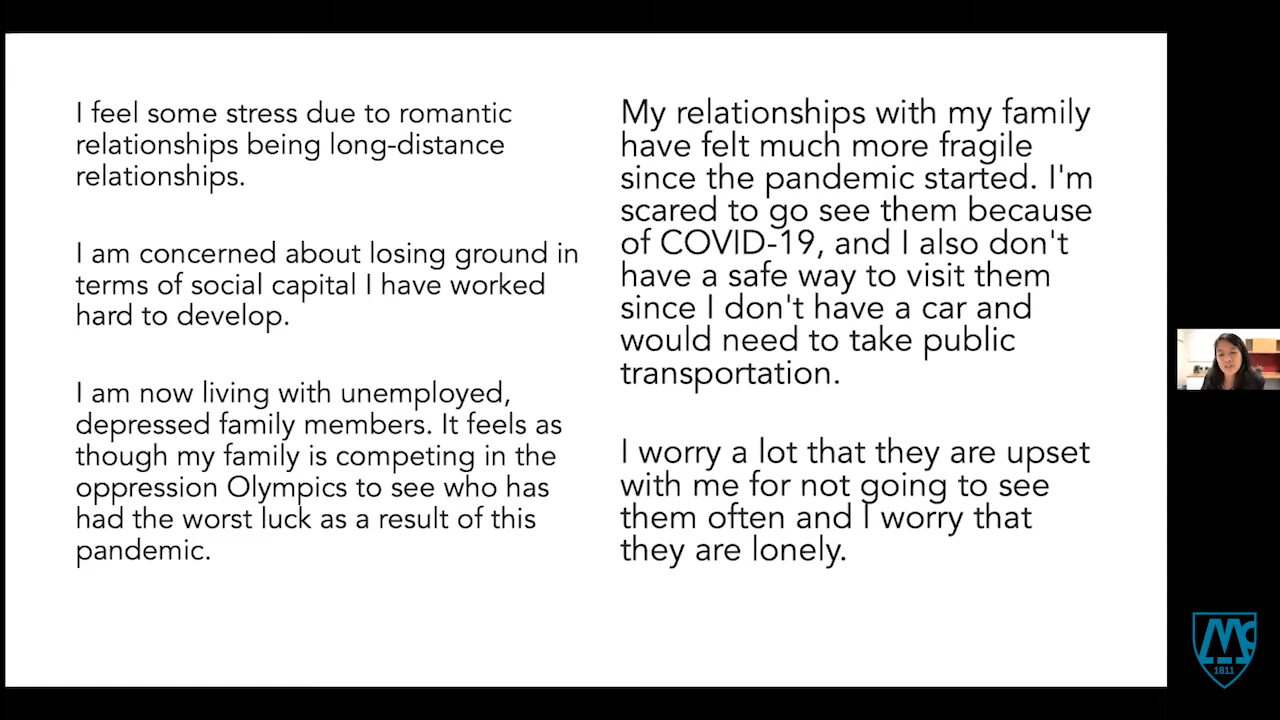 I feel some stress due to romantic
relationships being long-distance
relationships.
I am concerned about losing ground in
terms of social capital I have worked
hard to develop.
I am now living with unemployed,
depressed family members. It feels as
though my family is competing in the
oppression Olympics to see who has
had the worst luck as a result of this
pandemic.
My relationships with my family
have felt much more fragile
since the pandemic started. I'm
scared to go see them because
of COVID-19, and I also don't
have a safe way to visit them
since I don't have a car and
would need to take public
transportation.
I worry a lot that they are upset
with me for not going to see
them often and I worry that
they are lonely.
Mc
1811